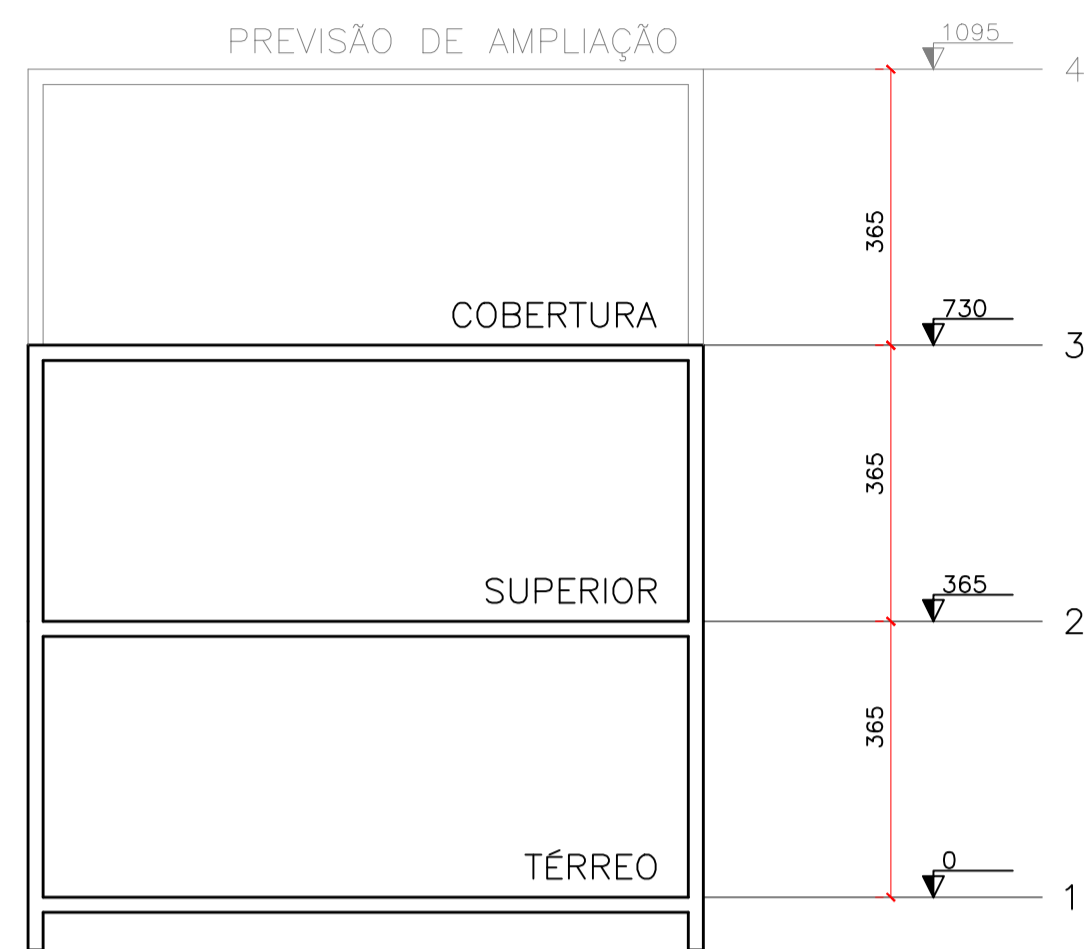 PREVISÃO DE AMPLIAÇÃO
1095
4
365
COBERTURA
730
3
365
SUPERIOR
365
2
365
TÉRREO
0
1